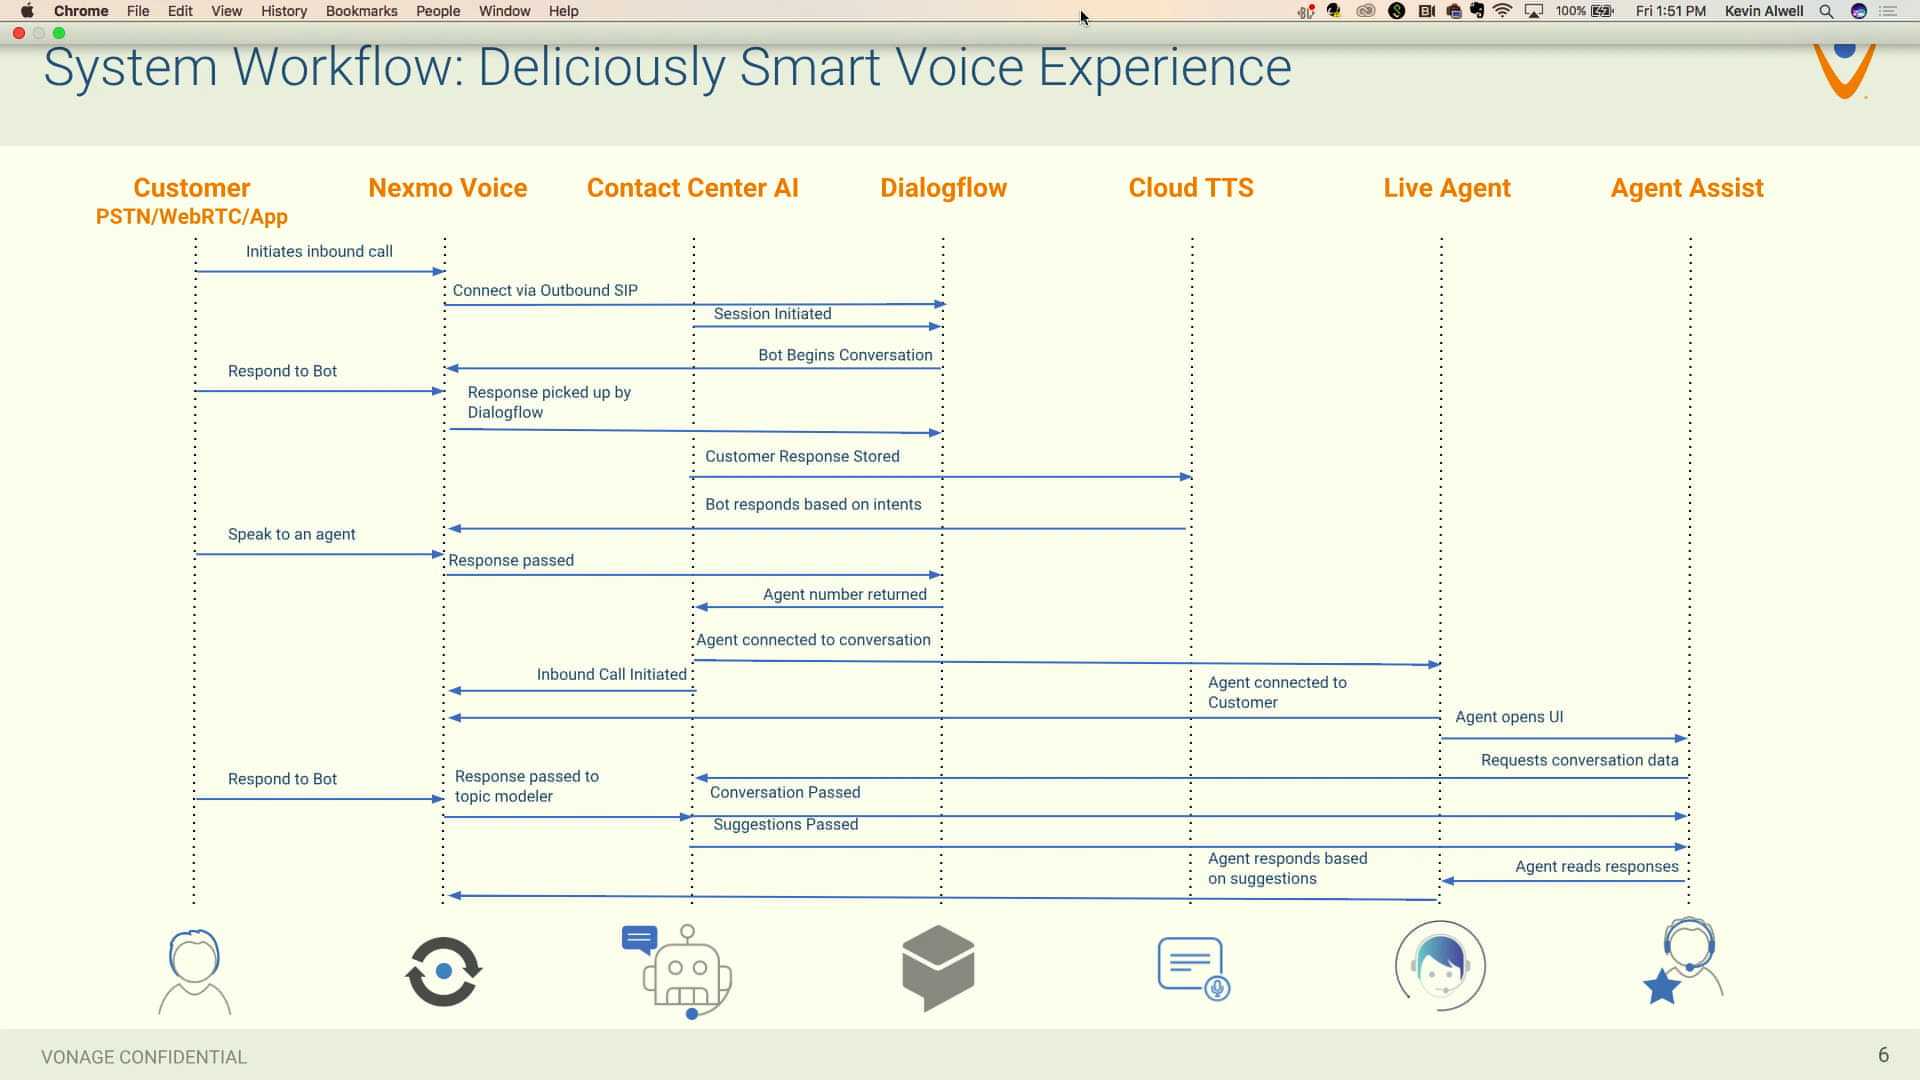 Chrome File Edit View History Bookmarks People Window Help 100% Fri 1:51 PM Kevin Alwell
System Workflow: Deliciously Smart Voice Experience
Customer Nexmo Voice Contact Center AI Dialogflow Cloud TTS Live Agent Agent Assist
PSTN/WebRTC/App
Initiates inbound call
Connect via Outbound SIP
Session Initiated
Bot Begins Conversation
Respond to Bot
Response picked up by
Dialogflow
Customer Response Stored
Bot responds based on intents
Speak to an agent
Response passed
Agent number returned
Agent connected to conversation
Inbound Call Initiated
Agent connected to
Customer
Agent opens UI
Requests conversation data
Respond to Bot
Response passed to
topic modeler
Conversation Passed
Suggestions Passed
Agent responds based
on suggestions
Agent reads responses
VONAGE CONFIDENTIAL
6